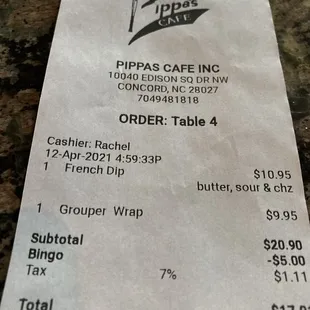 Pippa's
CAFE
PIPPAS CAFE INC
10040 EDISON SQ DR NW
CONCORD, NC 28027
7049481818
ORDER: Table 4
Cashier: Rachel
12-Apr-2021 4:59:33P
1 French Dip $10.95
butter, sour & chz
1 Grouper Wrap $9.95
Subtotal $20.90
Bingo -$5.00
Tax 7% $1.11
Total